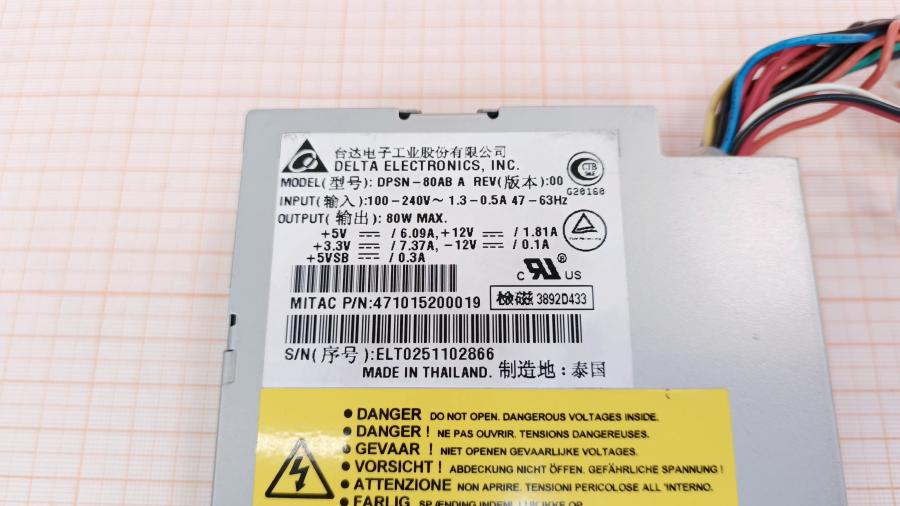 台达电子工业股份有限公司
DELTA ELECTRONICS, INC.
MODEL(型号): DPSN-80AB A REV(版本):00
INPUT(输入):100-240V~ 1.3-0.5A 47-63Hz
OUTPUT(输出): 80W MAX.
+5V ⎓ / 6.09A, +12V ⎓ / 1.81A
+3.3V ⎓ / 7.37A, -12V ⎓ / 0.1A
+5VSB ⎓ / 0.3A
G20160
c RU ® US
MITAC P/N:471015200019
檢磁 3892D433
S/N(序号):ELT0251102866
MADE IN THAILAND. 制造地：泰国
● DANGER DO NOT OPEN. DANGEROUS VOLTAGES INSIDE.
● DANGER ! NE PAS OUVRIR. TENSIONS DANGEREUSES.
● GEVAAR ! NIET OPENEN GEVAARLIJKE VOLTAGES.
● VORSICHT ! ABDECKUNG NICHT ÖFFEN. GEFÄHRLICHE SPANNUNG !
● ATTENZIONE NON APRIRE. TENSIONI PERICOLOSE ALL 'INTERNO.
● FARLIG